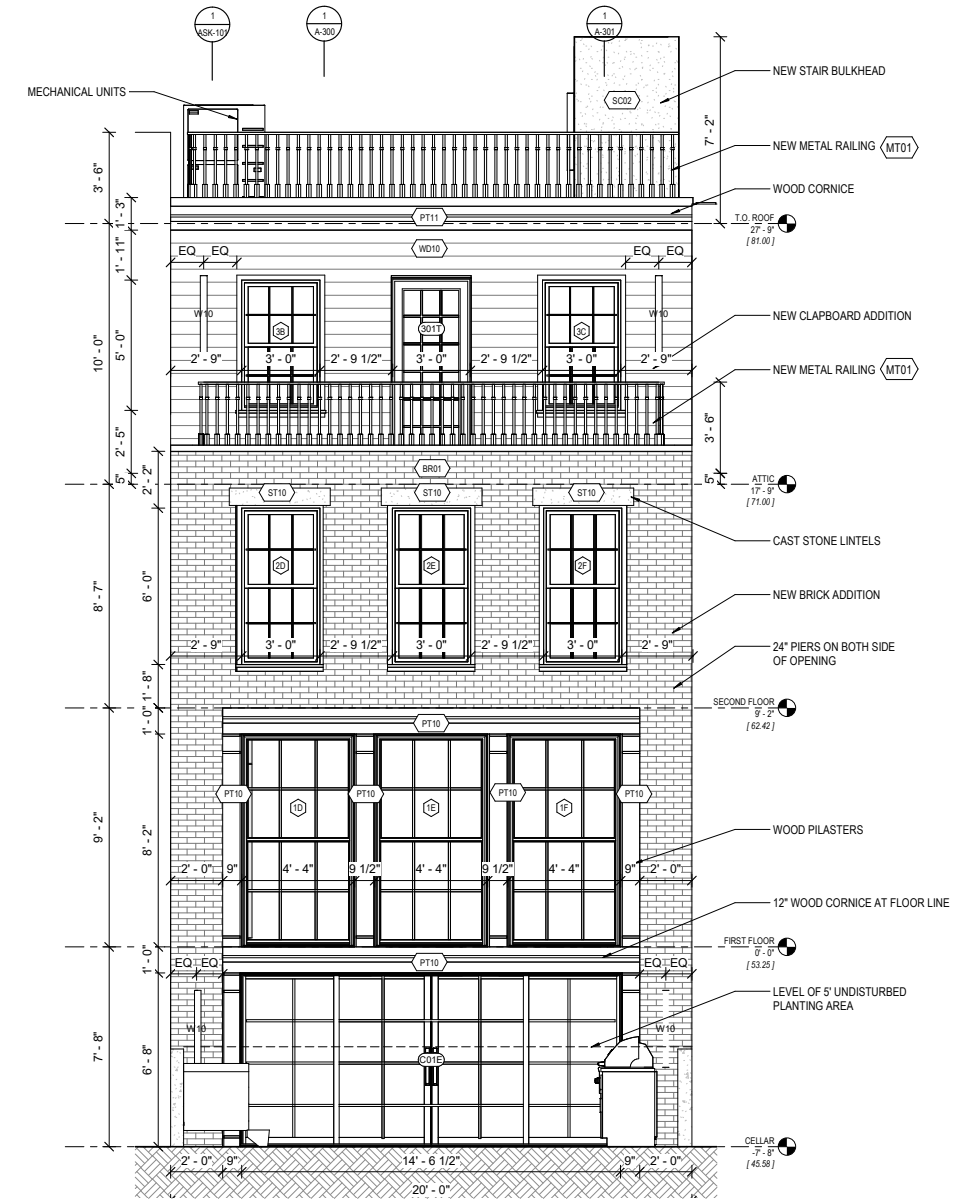 1
ASK-101
1
A-300
1
A-301
MECHANICAL UNITS
NEW STAIR BULKHEAD
SC02
7' - 2"
3' - 6"
NEW METAL RAILING MT01
WOOD CORNICE
1' - 3"
PT11
T.O. ROOF
27' - 9"
[ 81.00 ]
WD10
EQ EQ
EQ EQ
1' - 11"
W10
W10
3B
301T
3C
NEW CLAPBOARD ADDITION
10' - 0"
5' - 0"
2' - 9" 3' - 0" 2' - 9 1/2" 3' - 0" 2' - 9 1/2" 3' - 0" 2' - 9"
NEW METAL RAILING MT01
3' - 6"
2' - 5"
5"
2' - 2"
BR01
5"
ATTIC
17' - 9"
[ 71.00 ]
ST10
ST10
ST10
CAST STONE LINTELS
2D
2E
2F
8' - 7"
6' - 0"
NEW BRICK ADDITION
2' - 9" 3' - 0" 2' - 9 1/2" 3' - 0" 2' - 9 1/2" 3' - 0" 2' - 9"
24" PIERS ON BOTH SIDE
OF OPENING
1' - 8"
SECOND FLOOR
9' - 2"
[ 62.42 ]
1' - 0"
PT10
PT10
PT10
PT10
PT10
1D
1E
1F
9' - 2"
8' - 2"
WOOD PILASTERS
2' - 0" 9" 4' - 4" 9 1/2" 4' - 4" 9 1/2" 4' - 4" 9" 2' - 0"
12" WOOD CORNICE AT FLOOR LINE
FIRST FLOOR
0' - 0"
[ 53.25 ]
1' - 0"
EQ EQ
PT10
EQ EQ
LEVEL OF 5' UNDISTURBED
PLANTING AREA
W10
W10
7' - 8"
6' - 8"
C01E
CELLAR
-7' - 8"
[ 45.58 ]
2' - 0" 9" 14' - 6 1/2" 9" 2' - 0"
20' - 0"